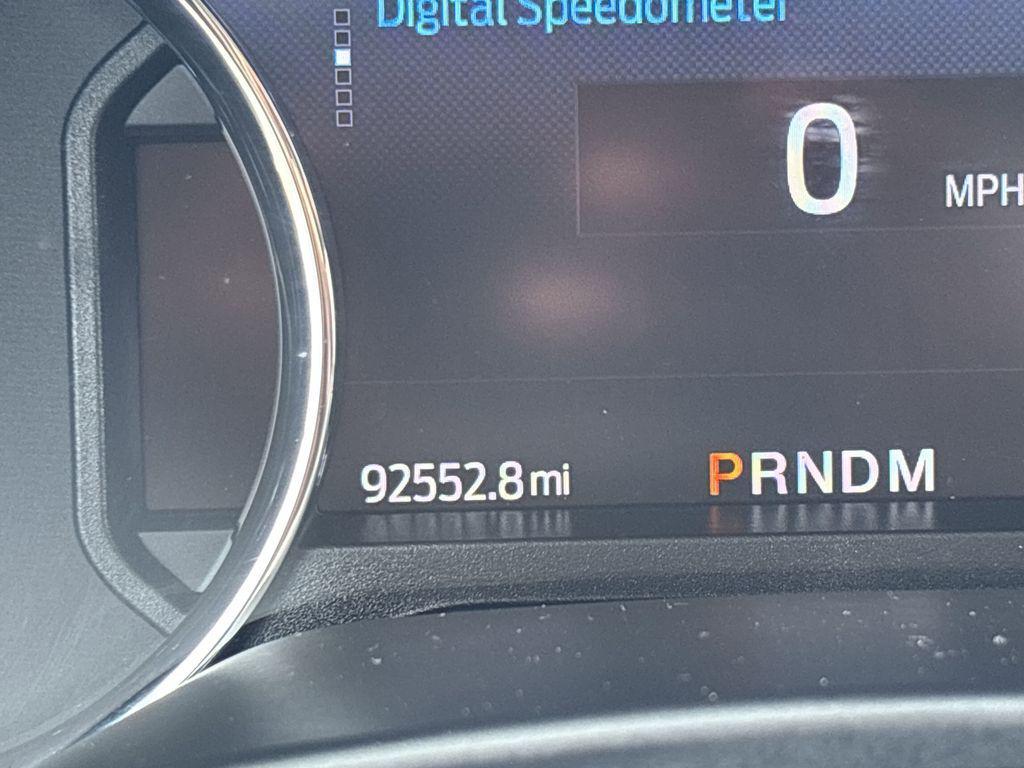 Digital Speedometer
0
MPH
92552.8 mi
PRNDM